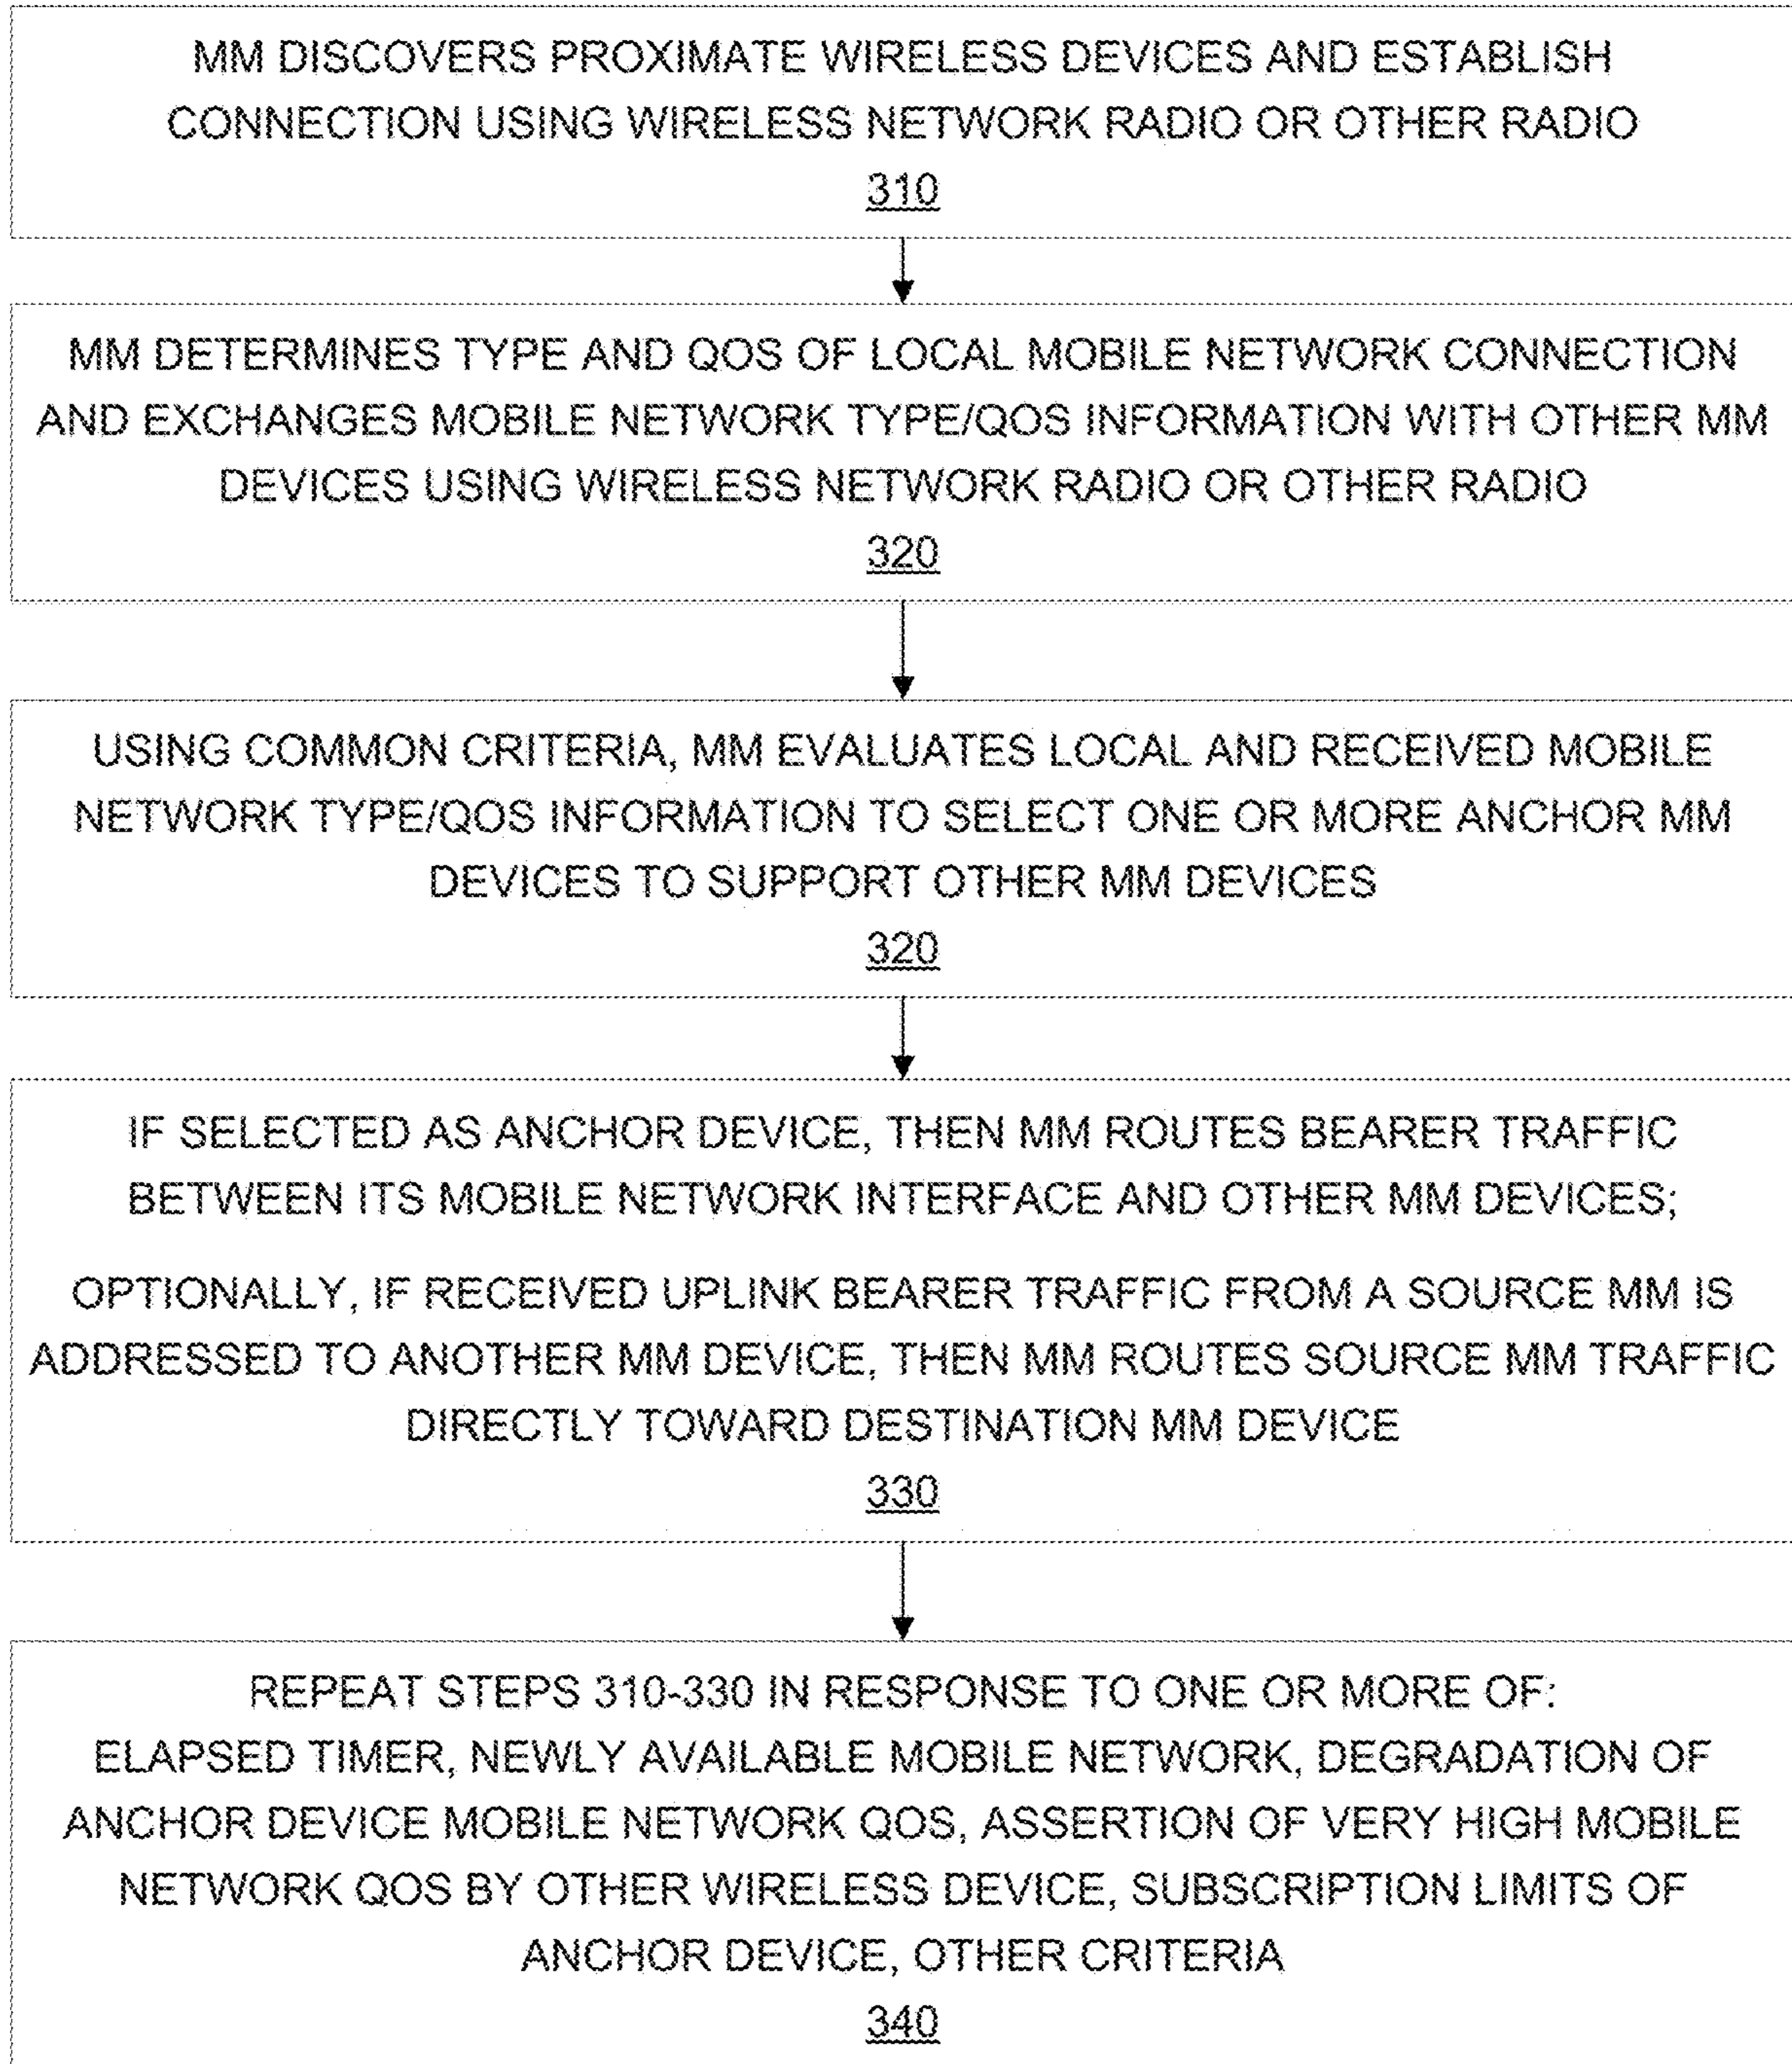 MM DISCOVERS PROXIMATE WIRELESS DEVICES AND ESTABLISH
CONNECTION USING WIRELESS NETWORK RADIO OR OTHER RADIO
310
MM DETERMINES TYPE AND QOS OF LOCAL MOBILE NETWORK CONNECTION
AND EXCHANGES MOBILE NETWORK TYPE/QOS INFORMATION WITH OTHER MM
DEVICES USING WIRELESS NETWORK RADIO OR OTHER RADIO
320
USING COMMON CRITERIA, MM EVALUATES LOCAL AND RECEIVED MOBILE
NETWORK TYPE/QOS INFORMATION TO SELECT ONE OR MORE ANCHOR MM
DEVICES TO SUPPORT OTHER MM DEVICES
320
IF SELECTED AS ANCHOR DEVICE, THEN MM ROUTES BEARER TRAFFIC
BETWEEN ITS MOBILE NETWORK INTERFACE AND OTHER MM DEVICES;
OPTIONALLY, IF RECEIVED UPLINK BEARER TRAFFIC FROM A SOURCE MM IS
ADDRESSED TO ANOTHER MM DEVICE, THEN MM ROUTES SOURCE MM TRAFFIC
DIRECTLY TOWARD DESTINATION MM DEVICE
330
REPEAT STEPS 310-330 IN RESPONSE TO ONE OR MORE OF:
ELAPSED TIMER, NEWLY AVAILABLE MOBILE NETWORK, DEGRADATION OF
ANCHOR DEVICE MOBILE NETWORK QOS, ASSERTION OF VERY HIGH MOBILE
NETWORK QOS BY OTHER WIRELESS DEVICE, SUBSCRIPTION LIMITS OF
ANCHOR DEVICE, OTHER CRITERIA
340